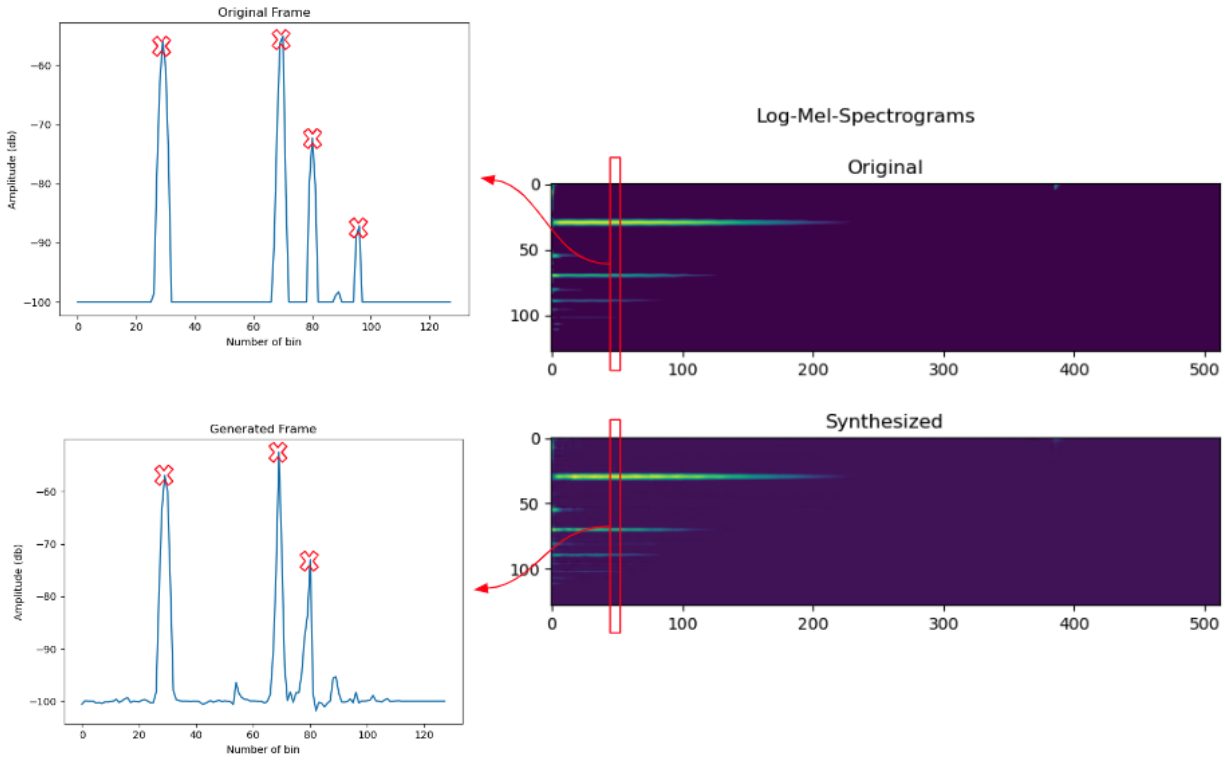 Original Frame
Amplitude (db)
−60
−70
−80
−90
−100
0 20 40 60 80 100 120
Number of bin
Log-Mel-Spectrograms
Original
0
50
100
0 100 200 300 400 500
Generated Frame
Amplitude (db)
−60
−70
−80
−90
−100
0 20 40 60 80 100 120
Number of bin
Synthesized
0
50
100
0 100 200 300 400 500